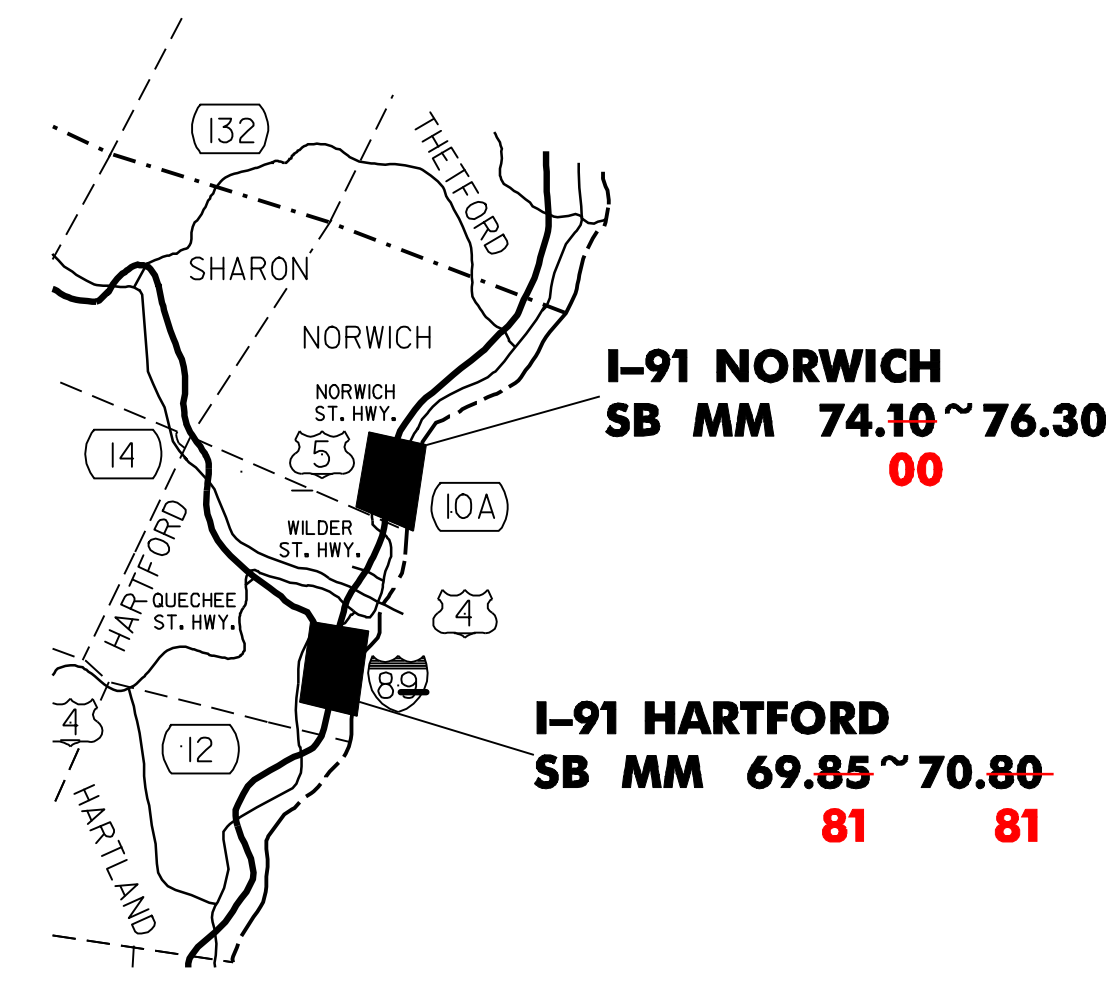 132
THETFORD
SHARON
NORWICH
I–91 NORWICH
SB MM 74.10~76.30
00
NORWICH
ST. HWY.
5
14
10A
HARTFORD
WILDER
ST. HWY.
QUECHEE
ST. HWY.
4
89
4
12
I–91 HARTFORD
SB MM 69.85~70.80
81 81
HARTLAND